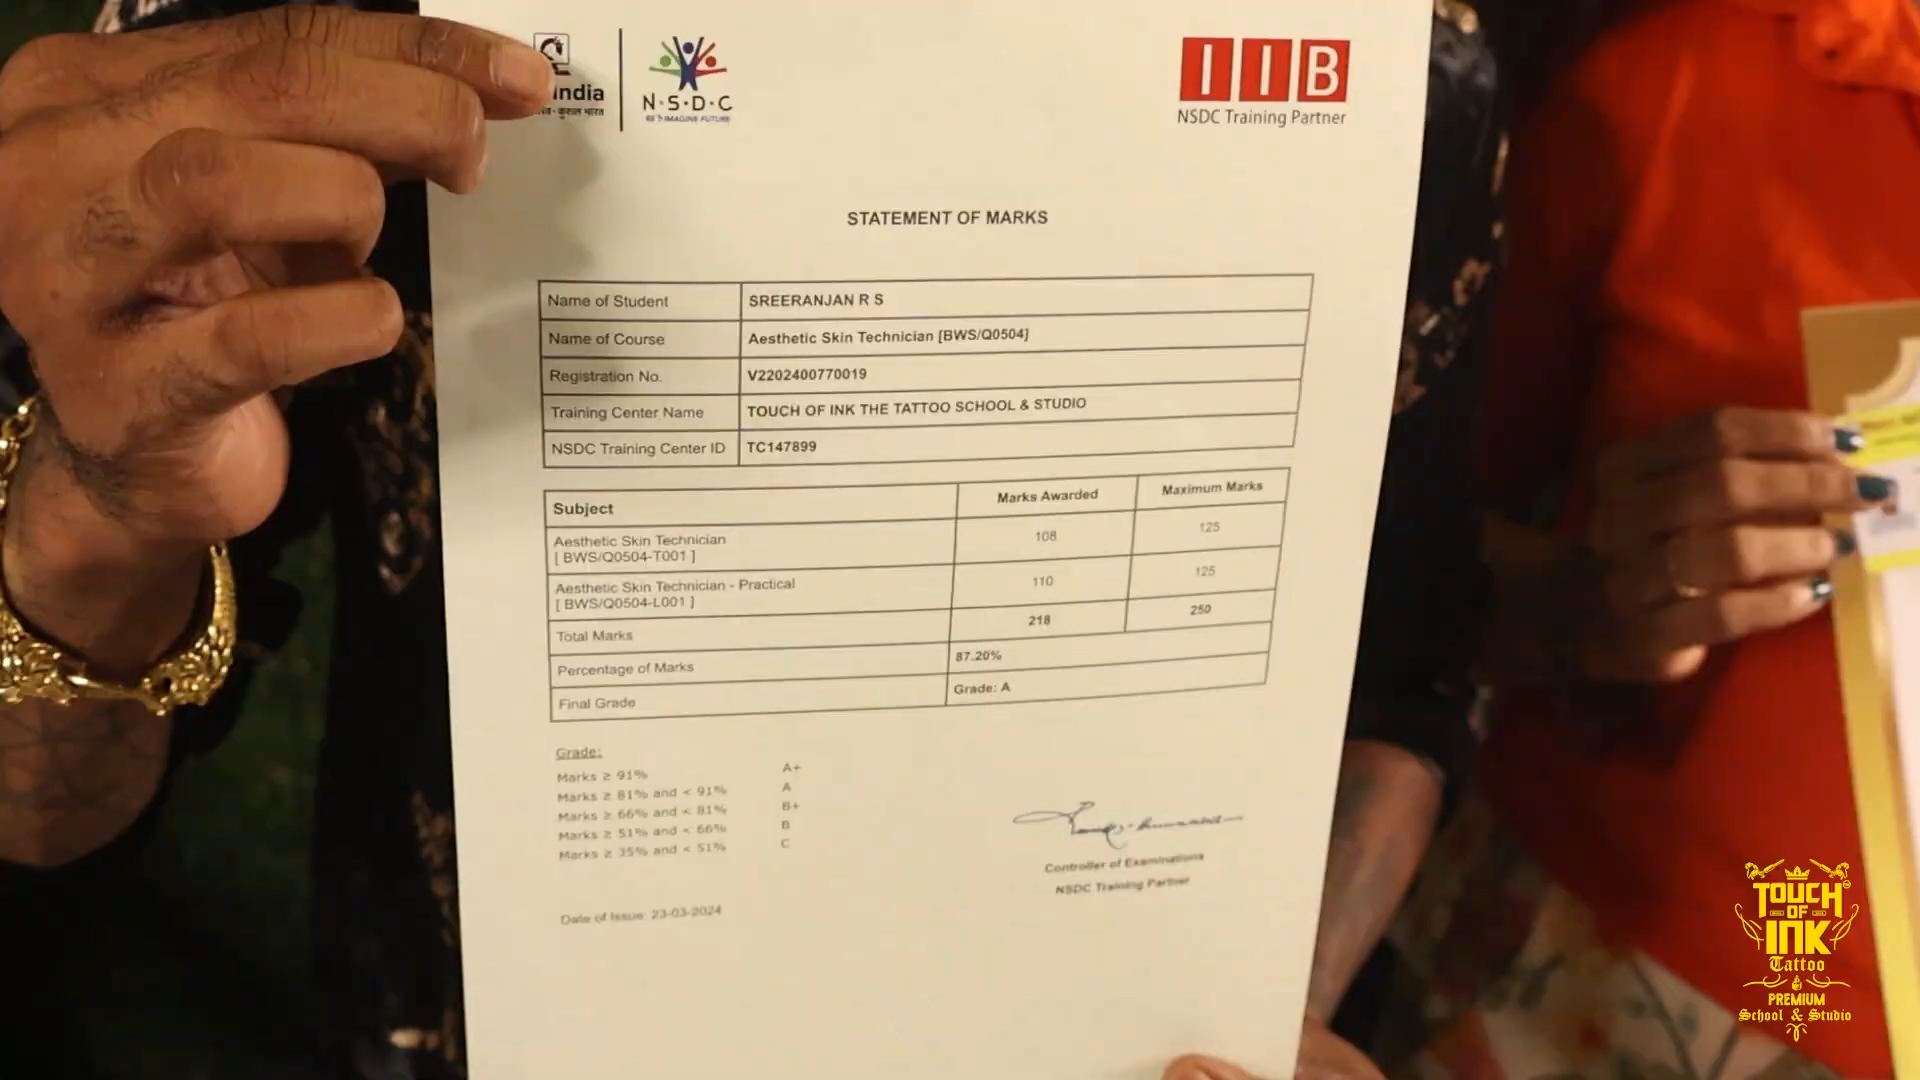 India
कुशल भारत
N·S·D·C
RE IMAGINE FUTURE
IIB
NSDC Training Partner
STATEMENT OF MARKS
Name of Student SREERANJAN R S
Name of Course Aesthetic Skin Technician [BWS/Q0504]
Registration No. V2202400770019
Training Center Name TOUCH OF INK THE TATTOO SCHOOL & STUDIO
NSDC Training Center ID TC147899
Subject Marks Awarded Maximum Marks
Aesthetic Skin Technician 108 125
[ BWS/Q0504-T001 ]
Aesthetic Skin Technician - Practical 110 125
[ BWS/Q0504-L001 ]
Total Marks 218 250
Percentage of Marks 87.20%
Final Grade Grade: A
Grade:
Marks ≥ 91% A+
Marks ≥ 81% and < 91% A
Marks ≥ 66% and < 81% B+
Marks ≥ 51% and < 66% B
Marks ≥ 35% and < 51% C
Controller of Examinations
NSDC Training Partner
Date of Issue: 23-03-2024
TOUCH
OF
INK
Tattoo
PREMIUM
School & Studio